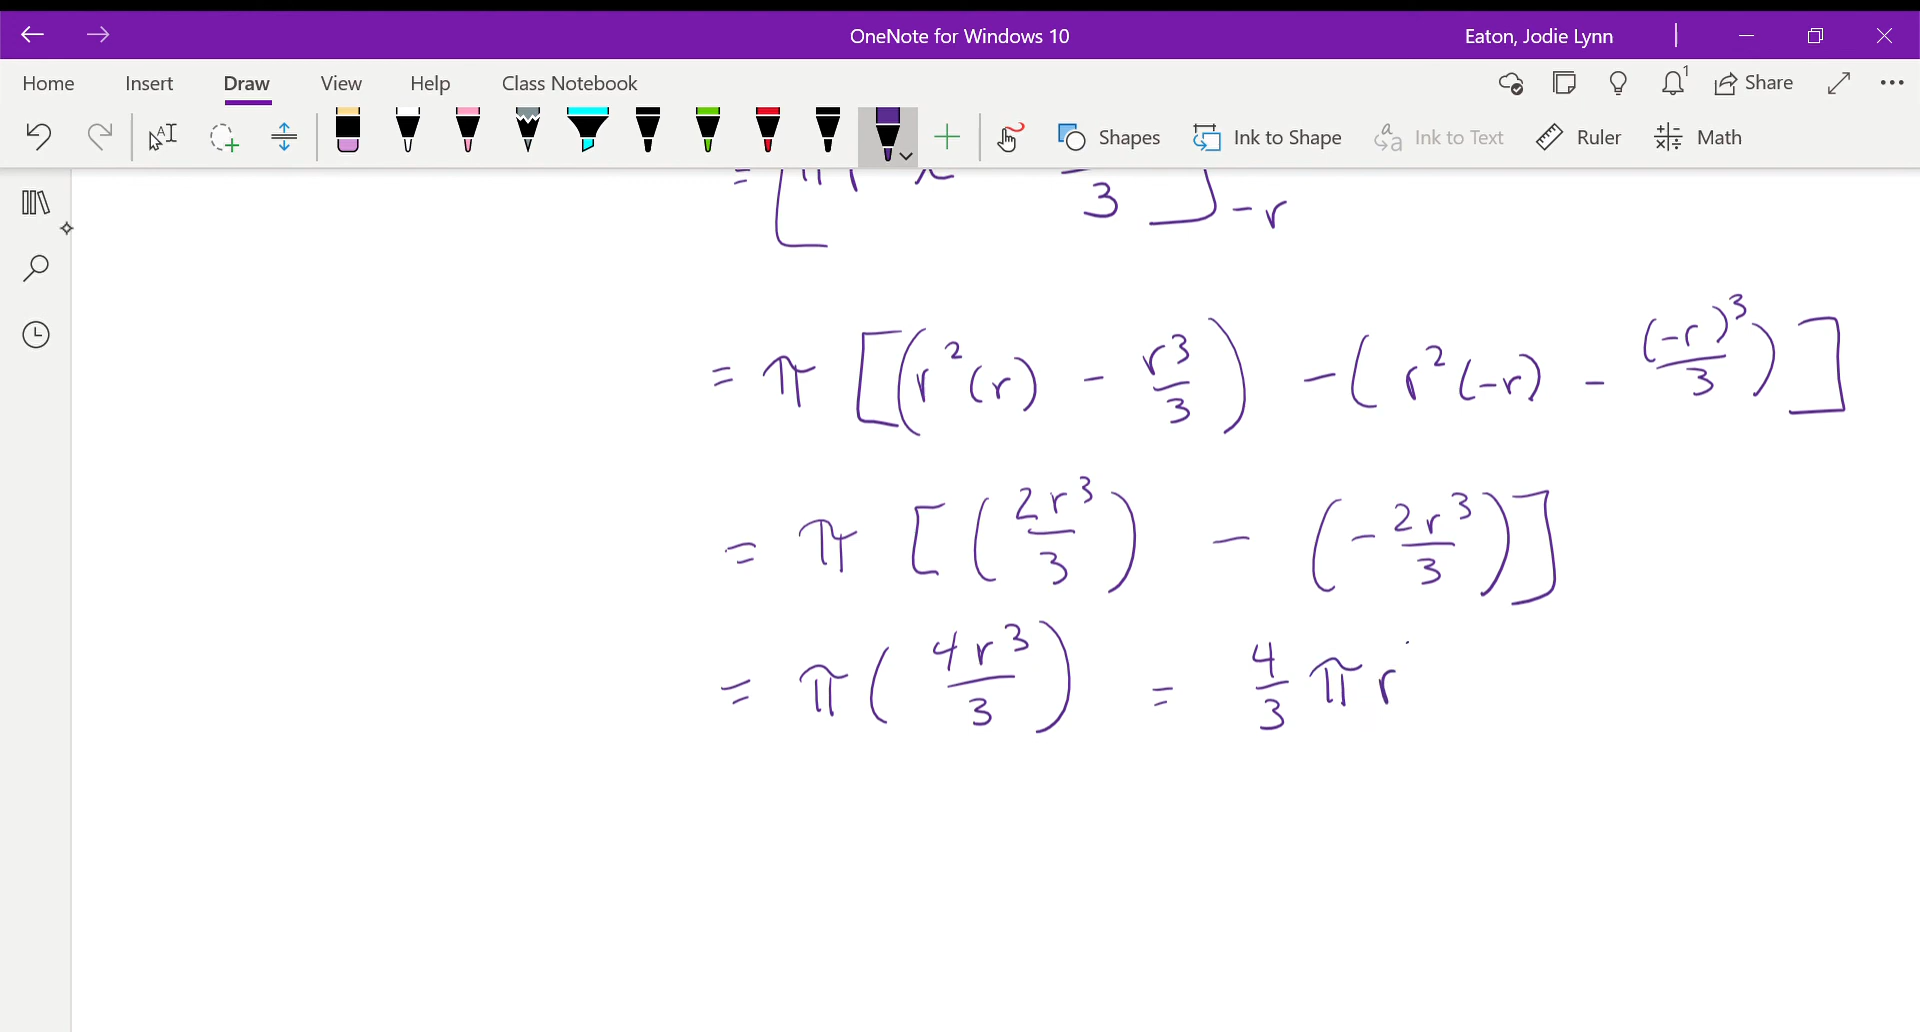 OneNote for Windows 10 Eaton, Jodie Lynn
Home Insert Draw View Help Class Notebook 1 Share
Shapes Ink to Shape Ink to Text Ruler Math
= [ π r x 3 ] -r
= π [(r²(r) - r³/3) - (r²(-r) - (-r)³/3)]
= π [(2r³/3) - (-2r³/3)]
= π(4r³/3) = 4/3 πr